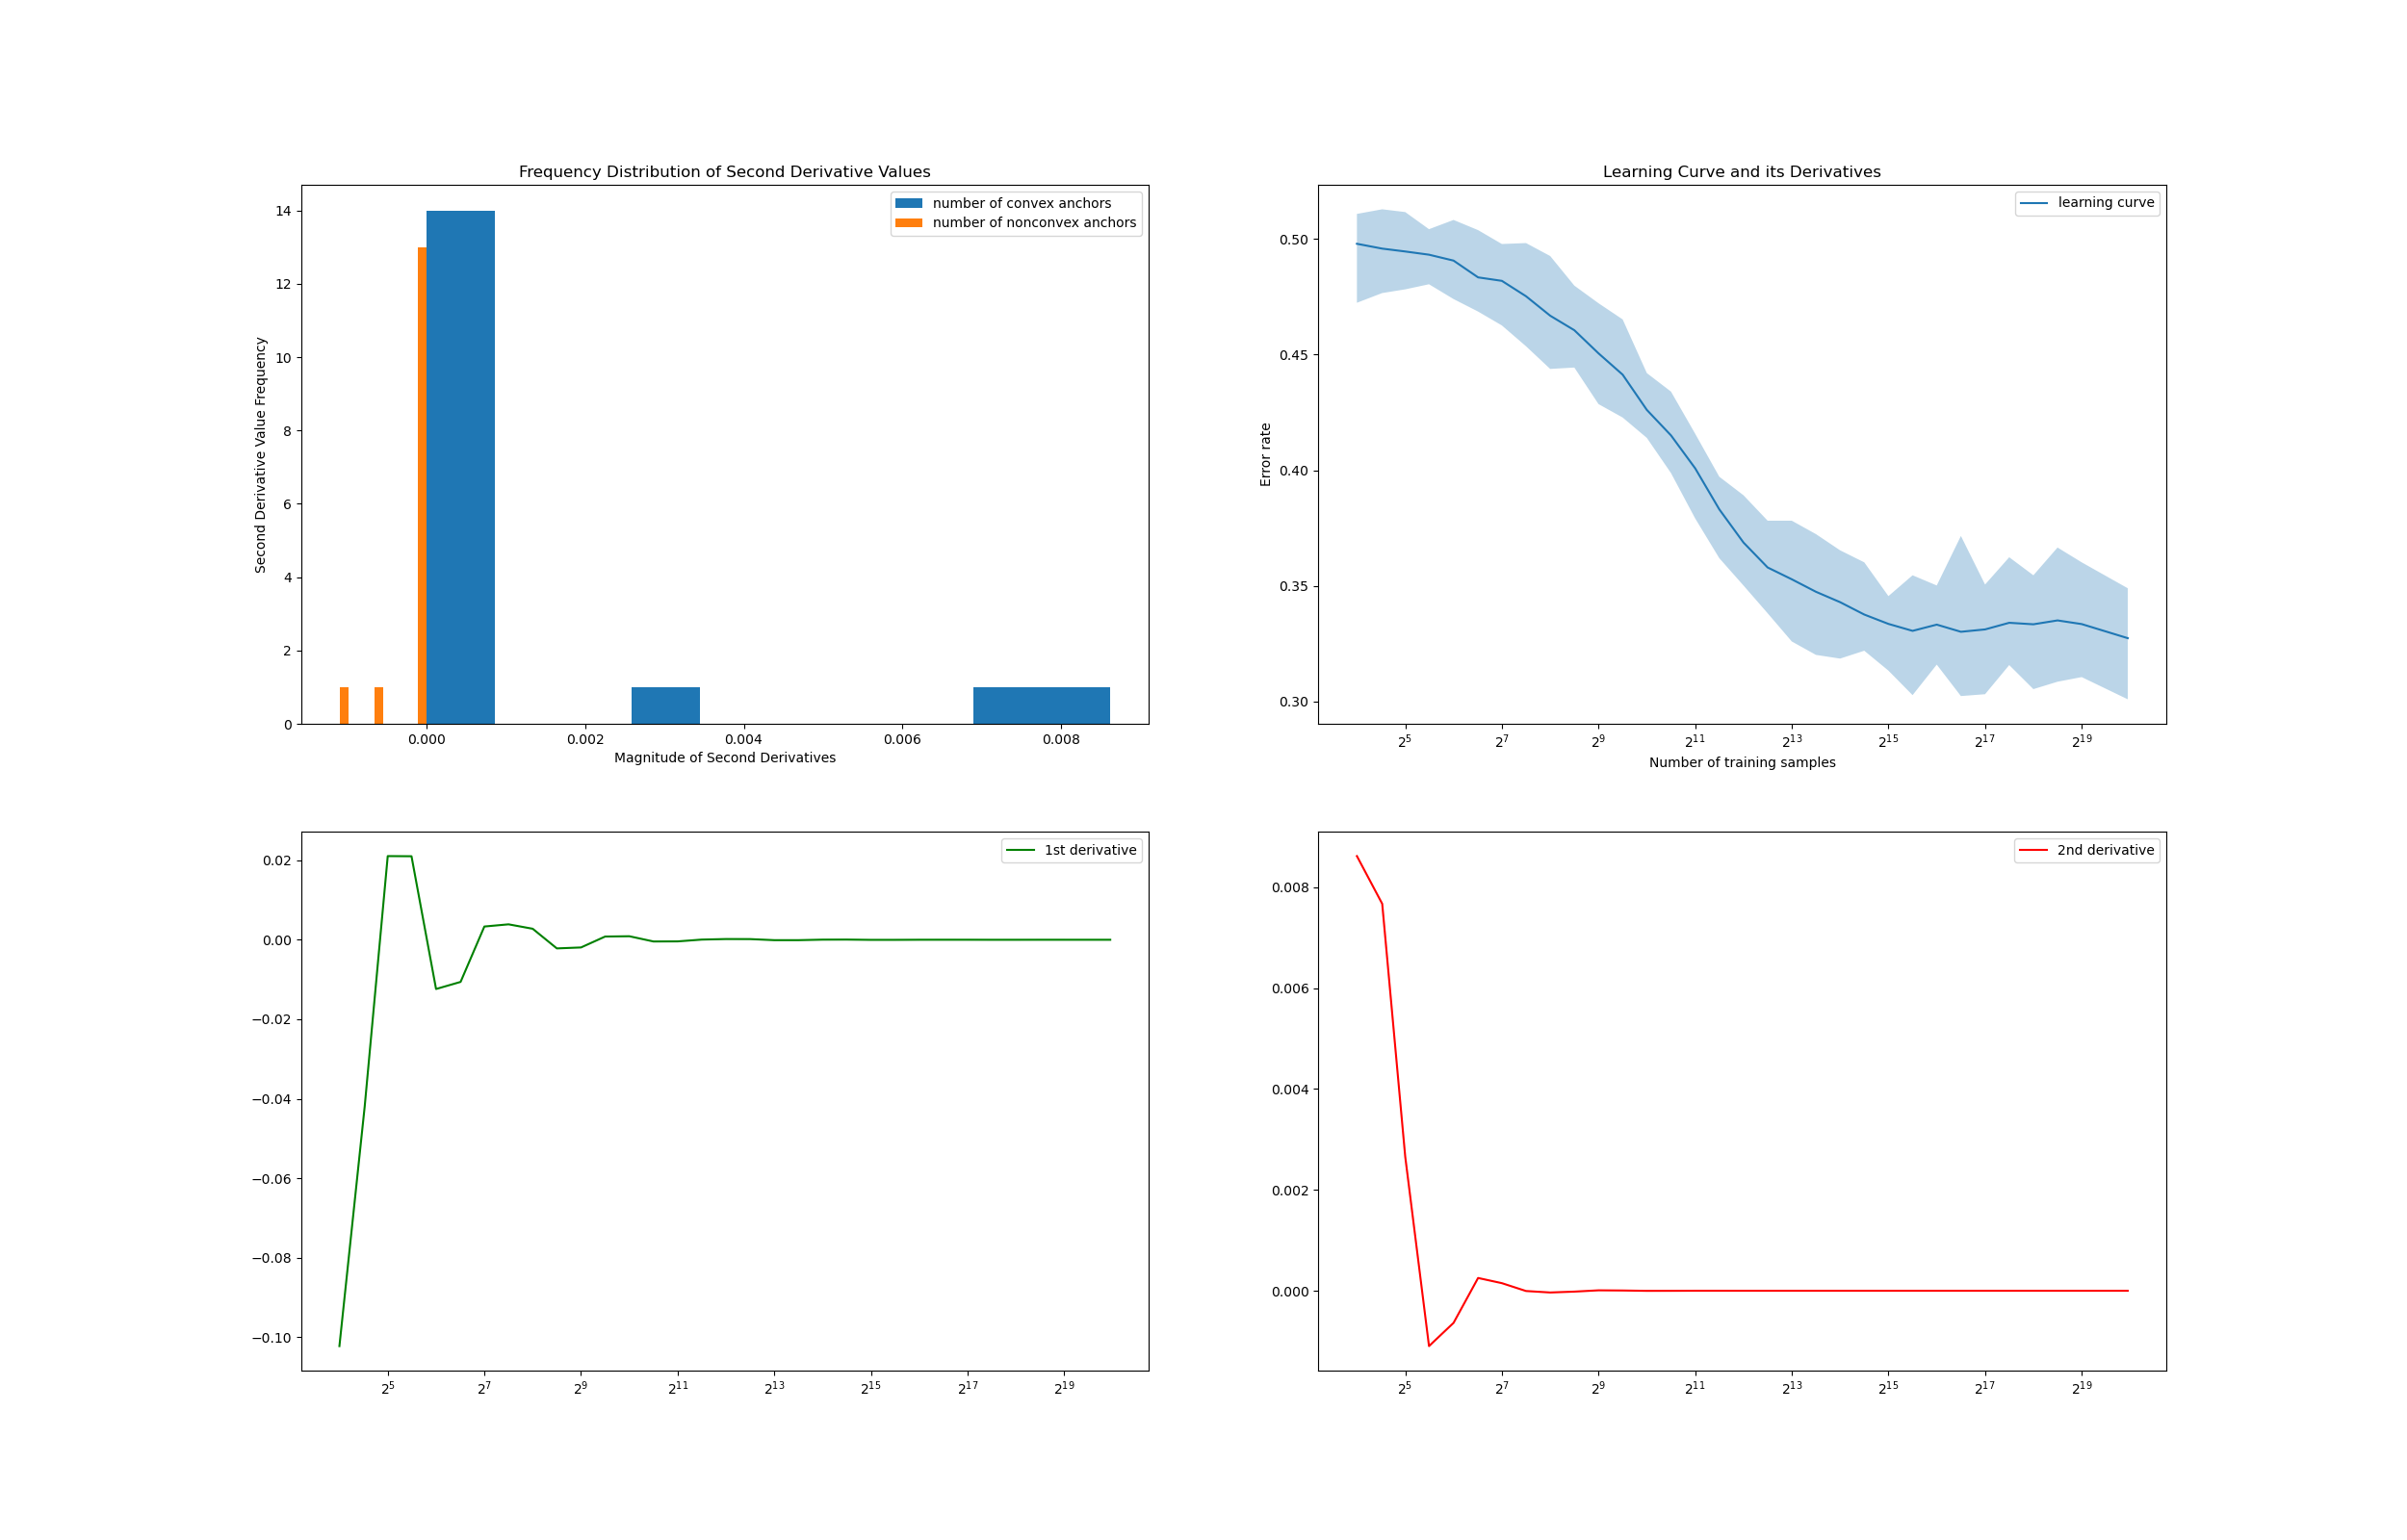 Frequency Distribution of Second Derivative Values
number of convex anchors
number of nonconvex anchors
Second Derivative Value Frequency
14
12
10
8
6
4
2
0
0.000 0.002 0.004 0.006 0.008
Magnitude of Second Derivatives
Learning Curve and its Derivatives
learning curve
Error rate
0.50
0.45
0.40
0.35
0.30
2^5 2^7 2^9 2^11 2^13 2^15 2^17 2^19
Number of training samples
1st derivative
0.02
0.00
−0.02
−0.04
−0.06
−0.08
−0.10
2^5 2^7 2^9 2^11 2^13 2^15 2^17 2^19
2nd derivative
0.008
0.006
0.004
0.002
0.000
2^5 2^7 2^9 2^11 2^13 2^15 2^17 2^19